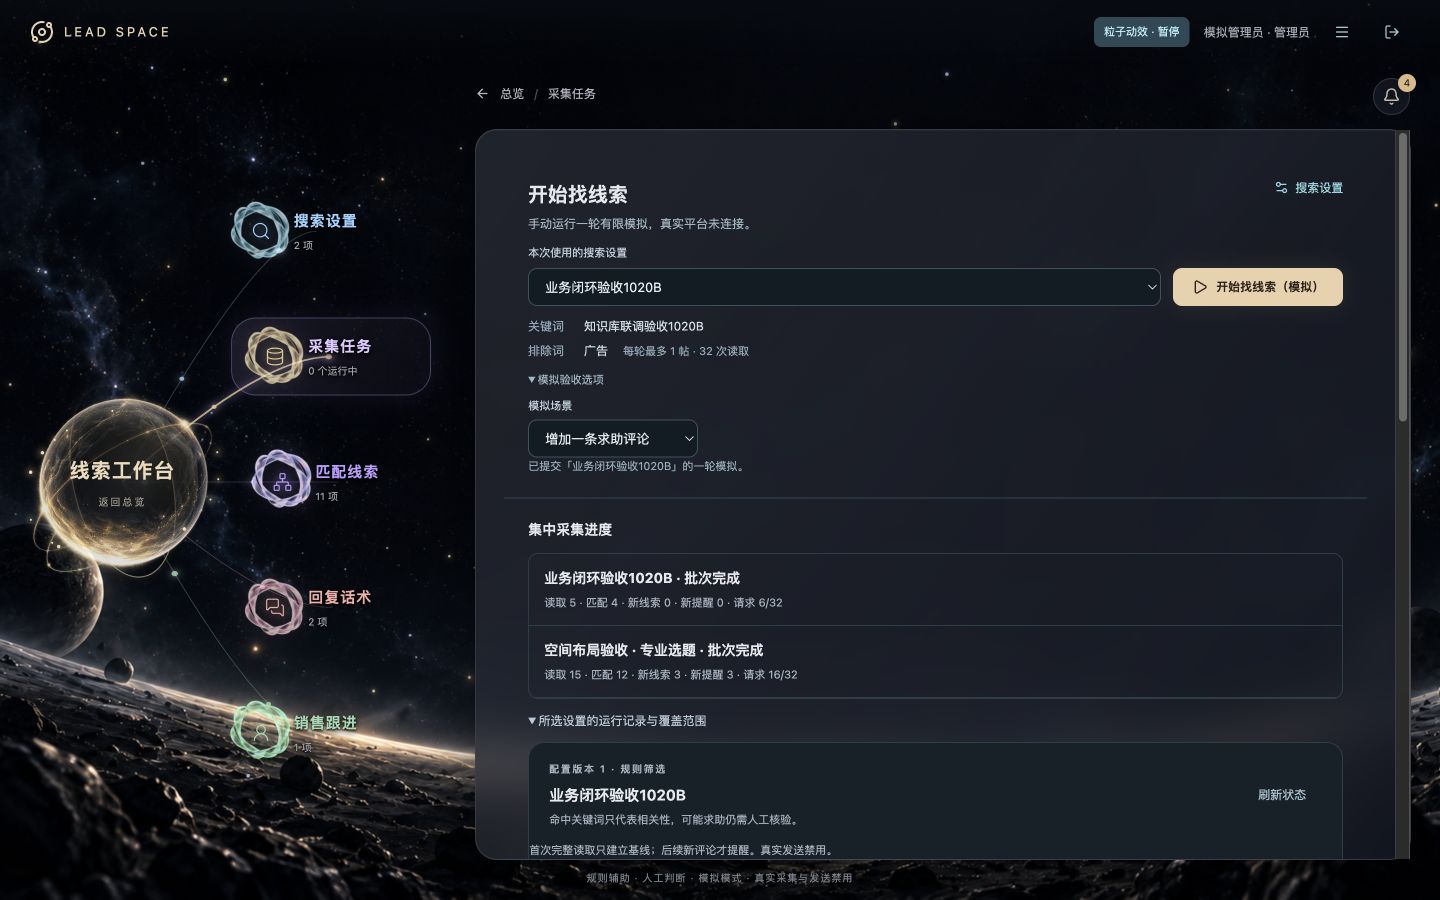 LEAD SPACE
粒子动效 · 暂停
模拟管理员 · 管理员
总览 / 采集任务
4
搜索设置
2 项
采集任务
0 个运行中
线索工作台
返回总览
匹配线索
11 项
回复话术
2 项
销售跟进
1 项
开始找线索
搜索设置
手动运行一轮有限模拟，真实平台未连接。
本次使用的搜索设置
业务闭环验收1020B
开始找线索（模拟）
关键词 知识库联调验收1020B
排除词 广告 每轮最多 1 帖 · 32 次读取
▼模拟验收选项
模拟场景
增加一条求助评论
已提交「业务闭环验收1020B」的一轮模拟。
集中采集进度
业务闭环验收1020B · 批次完成
读取 5 · 匹配 4 · 新线索 0 · 新提醒 0 · 请求 6/32
空间布局验收 · 专业选题 · 批次完成
读取 15 · 匹配 12 · 新线索 3 · 新提醒 3 · 请求 16/32
▼所选设置的运行记录与覆盖范围
配置版本 1 · 规则筛选
业务闭环验收1020B
刷新状态
命中关键词只代表相关性，可能求助仍需人工核验。
首次完整读取只建立基线；后续新评论才提醒。真实发送禁用。
规则辅助 · 人工判断 · 模拟模式 · 真实采集与发送禁用